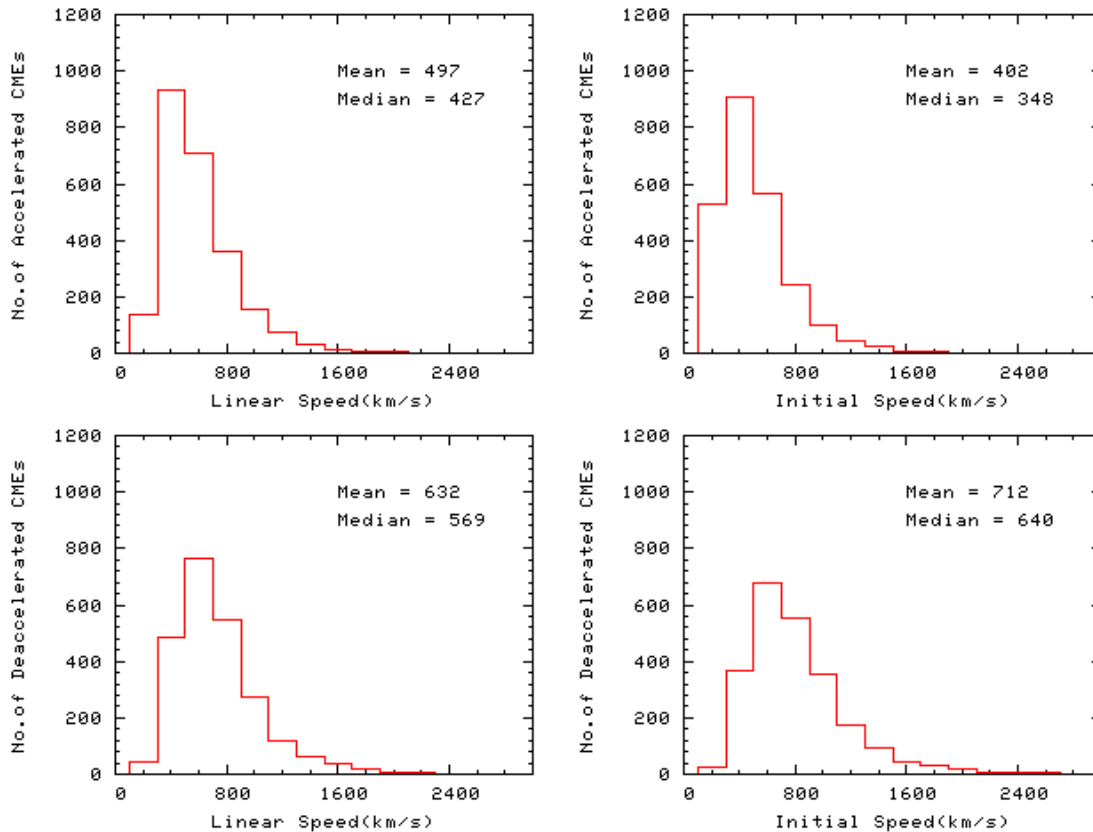 1200
1000
800
600
400
200
0
No.of Accelerated CMEs
Mean = 497
Median = 427
0 800 1600 2400
Linear Speed(km/s)
1200
1000
800
600
400
200
0
No.of Accelerated CMEs
Mean = 402
Median = 348
0 800 1600 2400
Initial Speed(km/s)
1200
1000
800
600
400
200
0
No.of Deaccelerated CMEs
Mean = 632
Median = 569
0 800 1600 2400
Linear Speed(km/s)
1200
1000
800
600
400
200
0
No.of Deaccelerated CMEs
Mean = 712
Median = 640
0 800 1600 2400
Initial Speed(km/s)